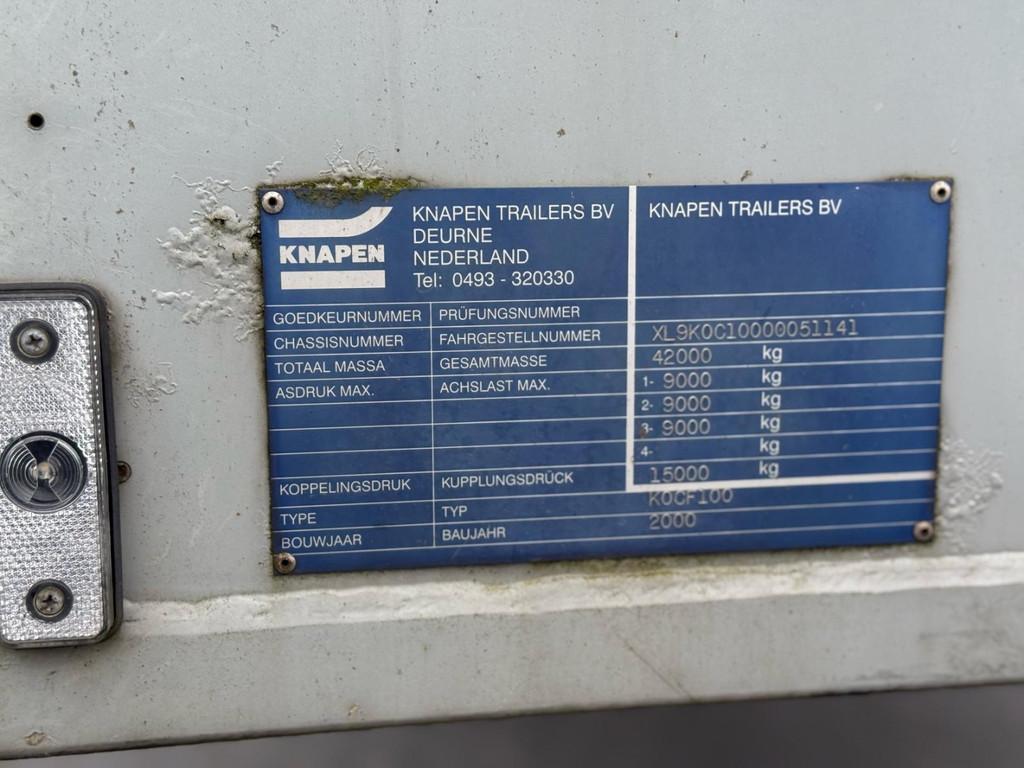 KNAPEN
KNAPEN TRAILERS BV
DEURNE
NEDERLAND
Tel: 0493 - 320330
KNAPEN TRAILERS BV
GOEDKEURNUMMER PRÜFUNGSNUMMER
CHASSISNUMMER FAHRGESTELLNUMMER XL9K0C10000051141
TOTAAL MASSA GESAMTMASSE 42000 kg
ASDRUK MAX. ACHSLAST MAX. 1- 9000 kg
2- 9000 kg
3- 9000 kg
4- kg
KOPPELINGSDRUK KUPPLUNGSDRÜCK 15000 kg
TYPE TYP K0CF100
BOUWJAAR BAUJAHR 2000